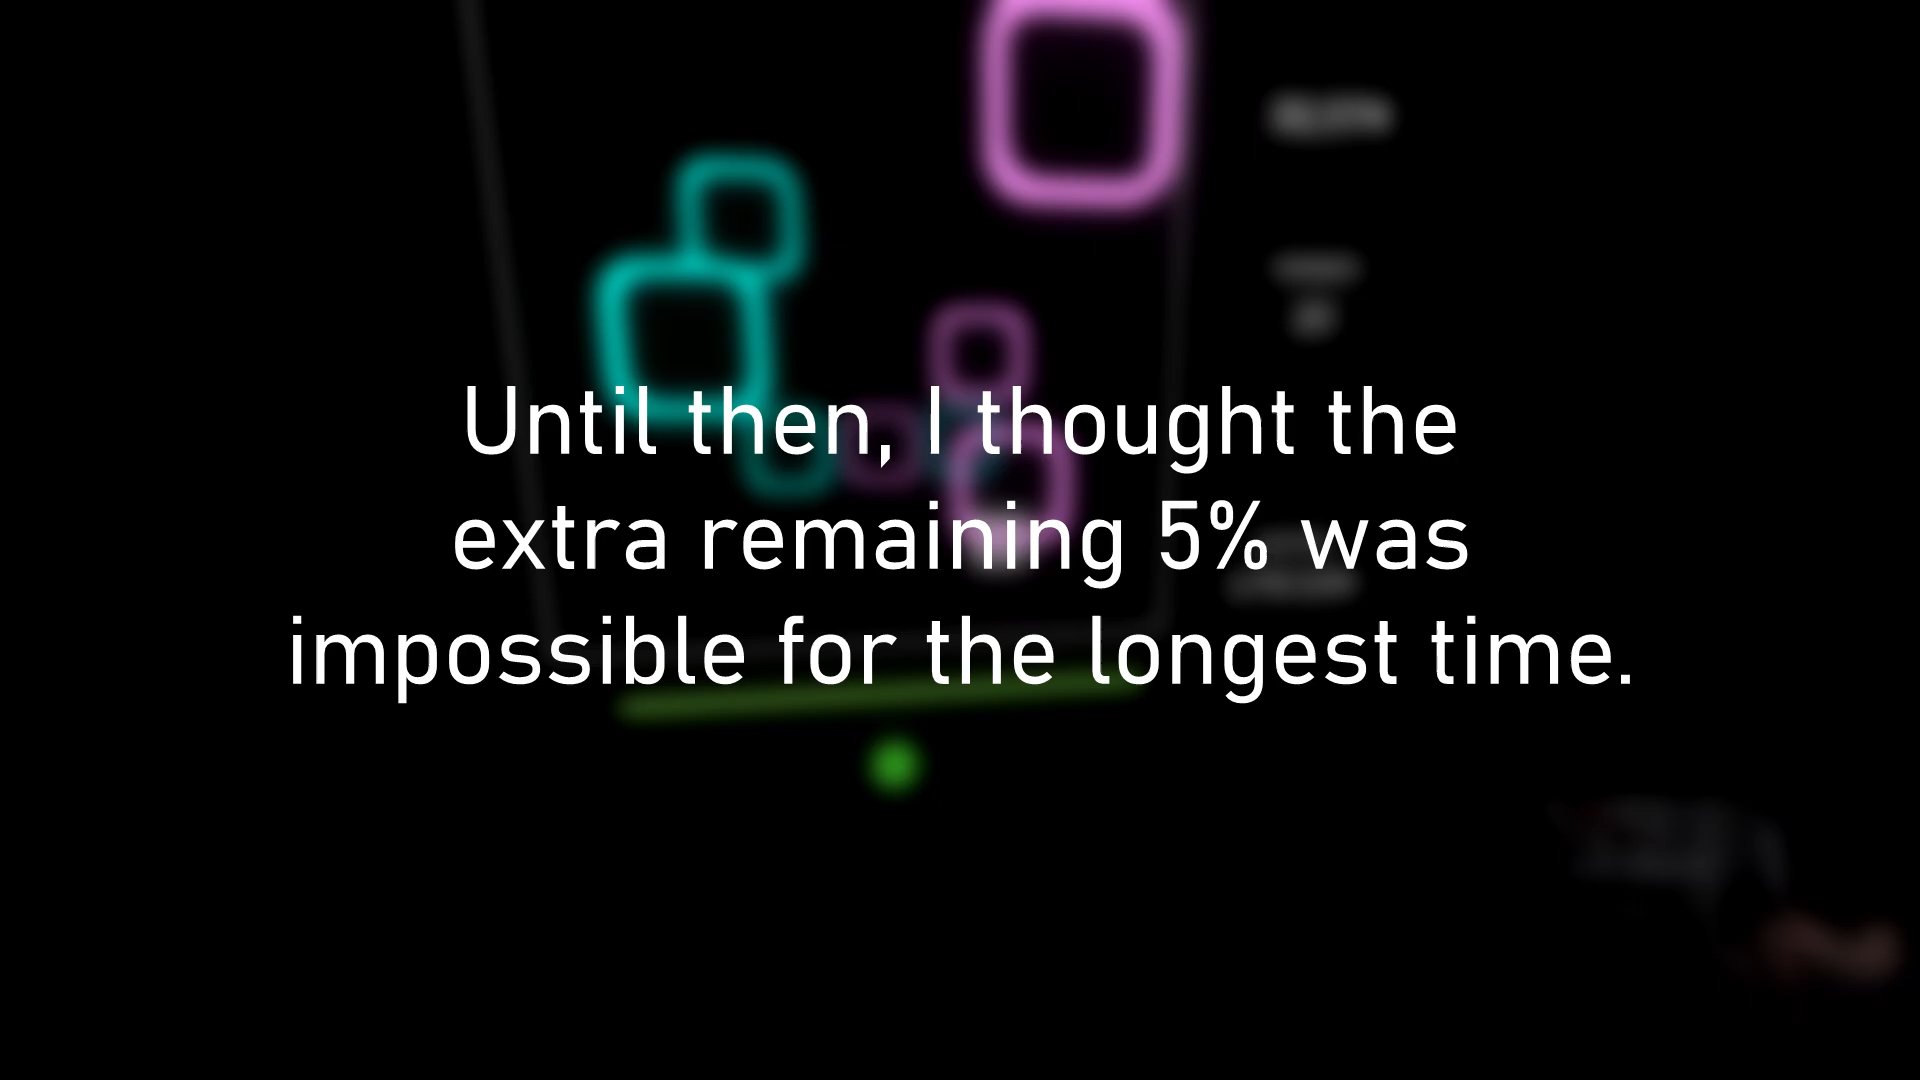 Until then, I thought the
extra remaining 5% was
impossible for the longest time.